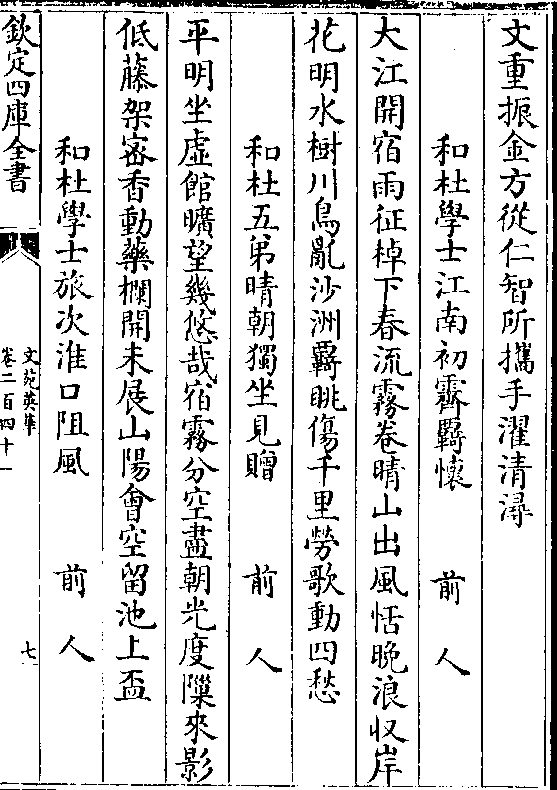 文重振金方從仁智所攜手濯清潯
和杜學士江南初霽羇懷　前人
大江開宿雨征棹下春流霧卷晴山出風恬晚浪収岸
花明水樹川鳥亂沙洲羇眺傷千里勞歌動四愁
和杜五弟晴朝獨坐見贈　前人
平明坐虛館曠望幾悠哉宿霧分空盡朝光度隟來影
低藤架密香動藥欄開未展山陽會空留池上盃
和杜學士旅次淮口阻風　前人
欽定四庫全書
文苑英華
卷二百四十一
七